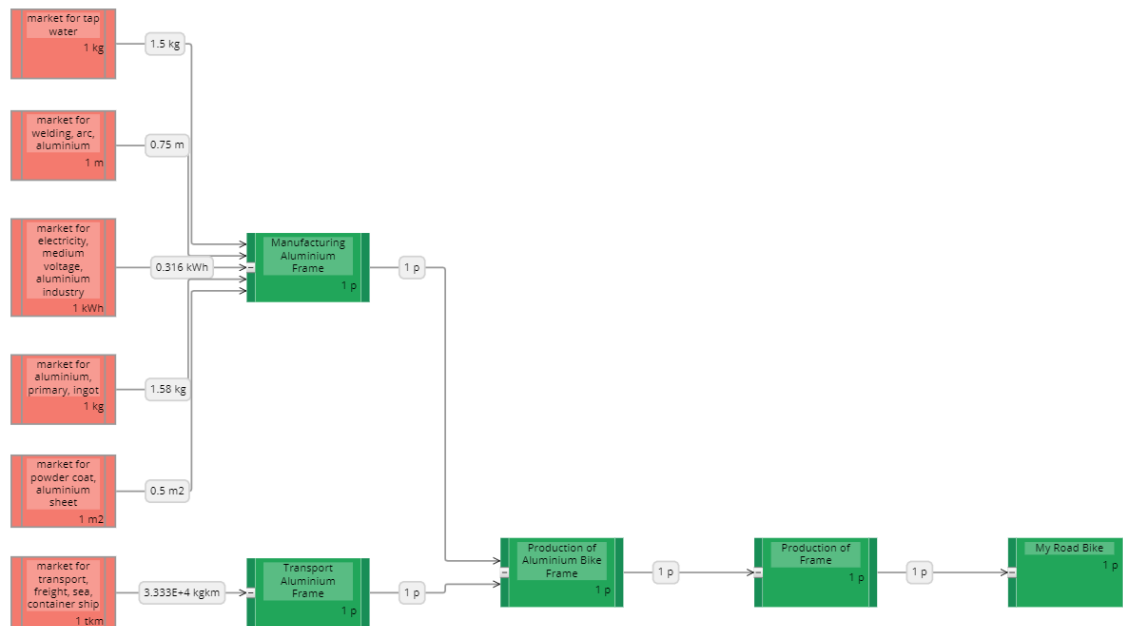 market for tap
water
1 kg
1.5 kg
market for
welding, arc,
aluminium
1 m
0.75 m
market for
electricity,
medium
voltage,
aluminium
industry
1 kWh
0.316 kWh
Manufacturing
Aluminium
Frame
1 p
1 p
market for
aluminium,
primary, ingot
1 kg
1.58 kg
market for
powder coat,
aluminium
sheet
1 m2
0.5 m2
market for
transport,
freight, sea,
container ship
1 tkm
3.333E+4 kgkm
Transport
Aluminium
Frame
1 p
1 p
Production of
Aluminium Bike
Frame
1 p
1 p
Production of
Frame
1 p
1 p
My Road Bike
1 p